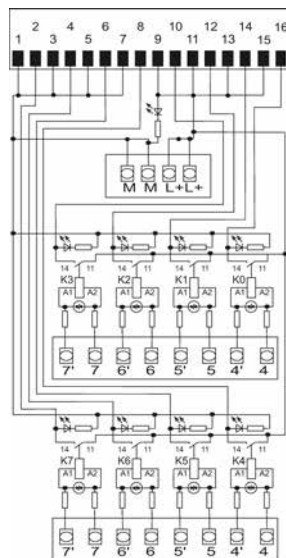 2 4 6 8 10 12 14 16
1 3 5 7 9 11 13 15
M M L+ L+
14 11 14 11 14 11 14 11
K3 K2 K1 K0
A1 A2 A1 A2 A1 A2 A1 A2
7' 7 6' 6 5' 5 4' 4
14 11 14 11 14 11 14 11
K7 K6 K5 K4
A1 A2 A1 A2 A1 A2 A1 A2
7' 7 6' 6 5' 5 4' 4